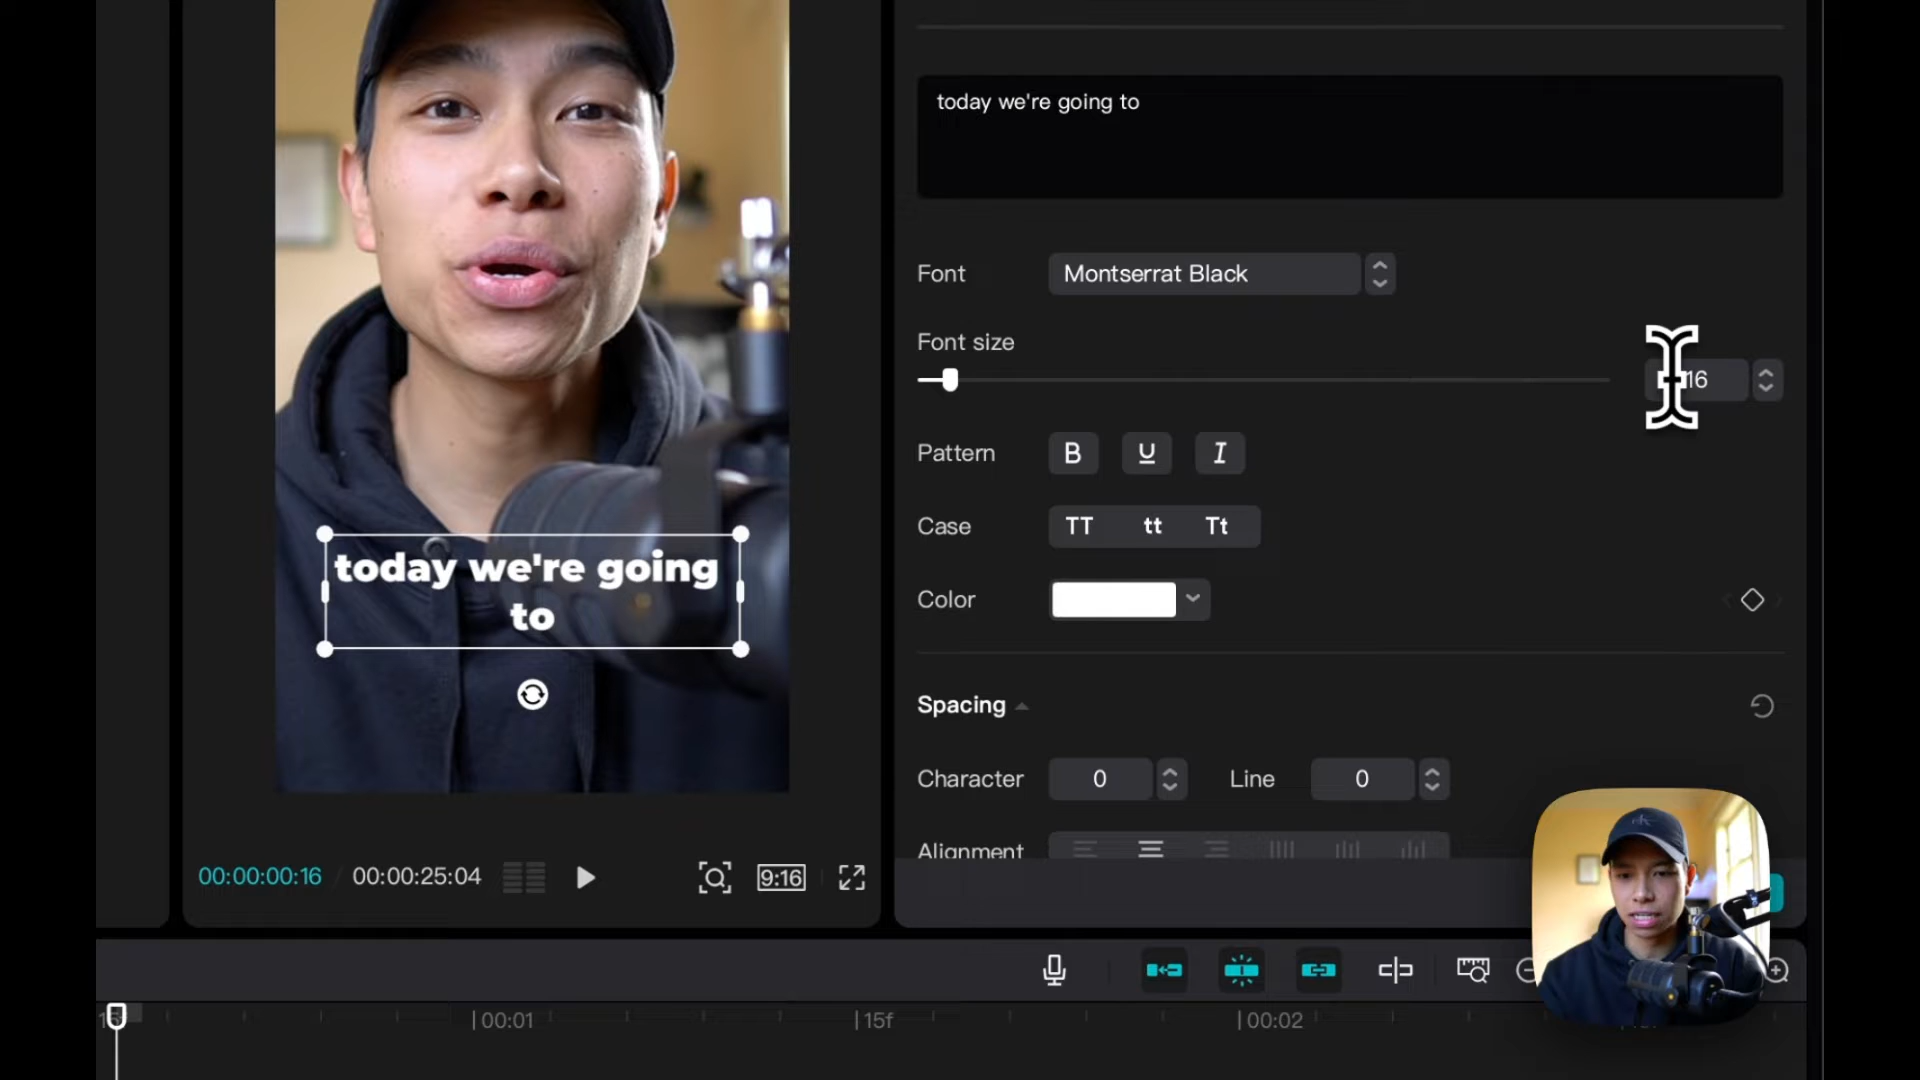 today we're going to
Font
Montserrat Black
Font size
16
Pattern
B
U
I
today we're going
to
Case
TT
tt
Tt
Color
Spacing
Character
0
Line
0
Alignment
00:00:00:16
00:00:25:04
9:16
00:01
15f
00:02